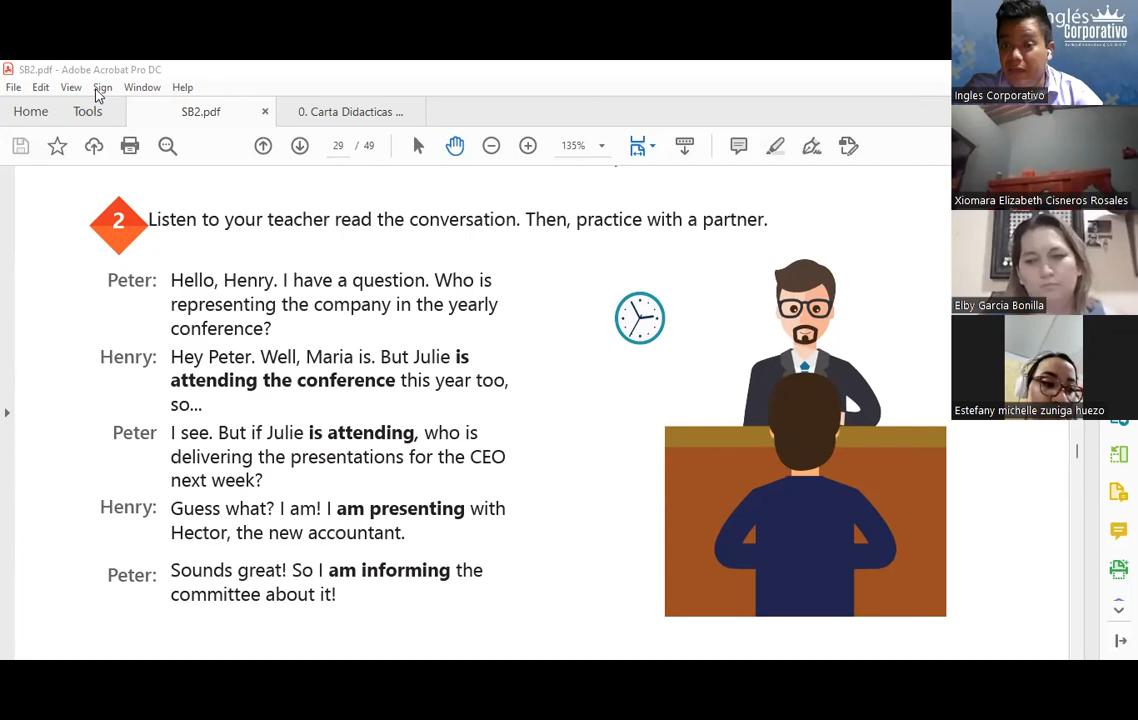 SB2.pdf - Adobe Acrobat Pro DC
File Edit View Sign Window Help
Home Tools SB2.pdf × 0. Carta Didacticas ...
29 / 49 135%
2 Listen to your teacher read the conversation. Then, practice with a partner.
Peter: Hello, Henry. I have a question. Who is
representing the company in the yearly
conference?
Henry: Hey Peter. Well, Maria is. But Julie is
attending the conference this year too,
so...
Peter I see. But if Julie is attending, who is
delivering the presentations for the CEO
next week?
Henry: Guess what? I am! I am presenting with
Hector, the new accountant.
Peter: Sounds great! So I am informing the
committee about it!
Inglés
Corporativo
Ingles Corporativo
Xiomara Elizabeth Cisneros Rosales
Elby Garcia Bonilla
Estefany michelle zuniga huezo